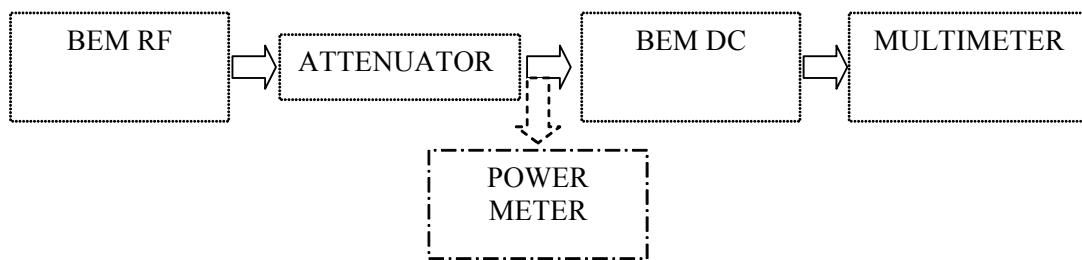 BEM RF
ATTENUATOR
BEM DC
MULTIMETER
POWER
METER